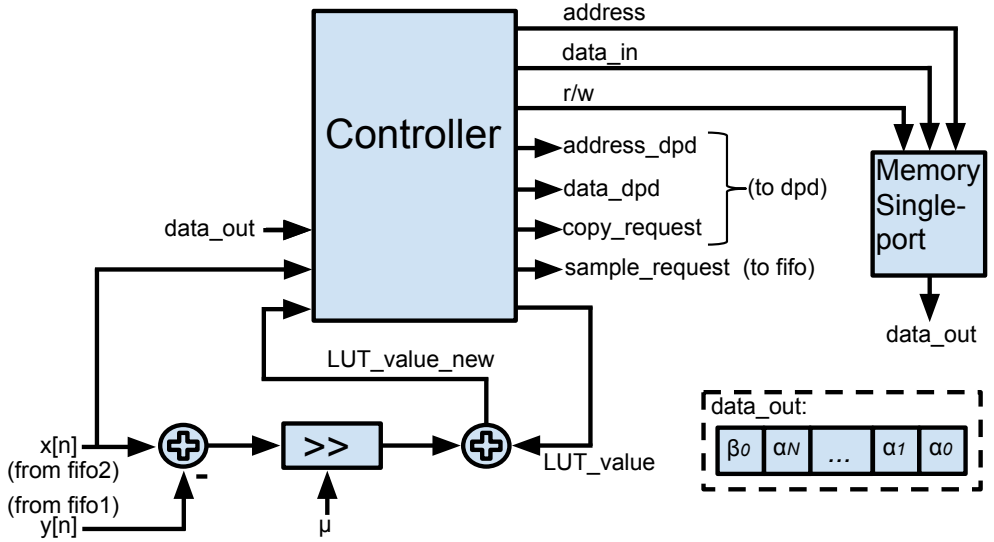 address
data_in
r/w
Controller
address_dpd
data_dpd
(to dpd)
copy_request
sample_request (to fifo)
data_out
Memory
Single-
port
data_out
LUT_value_new
x[n]
(from fifo2)
(from fifo1)
y[n]
-
>>
μ
LUT_value
data_out:
β0 αN ... α1 α0